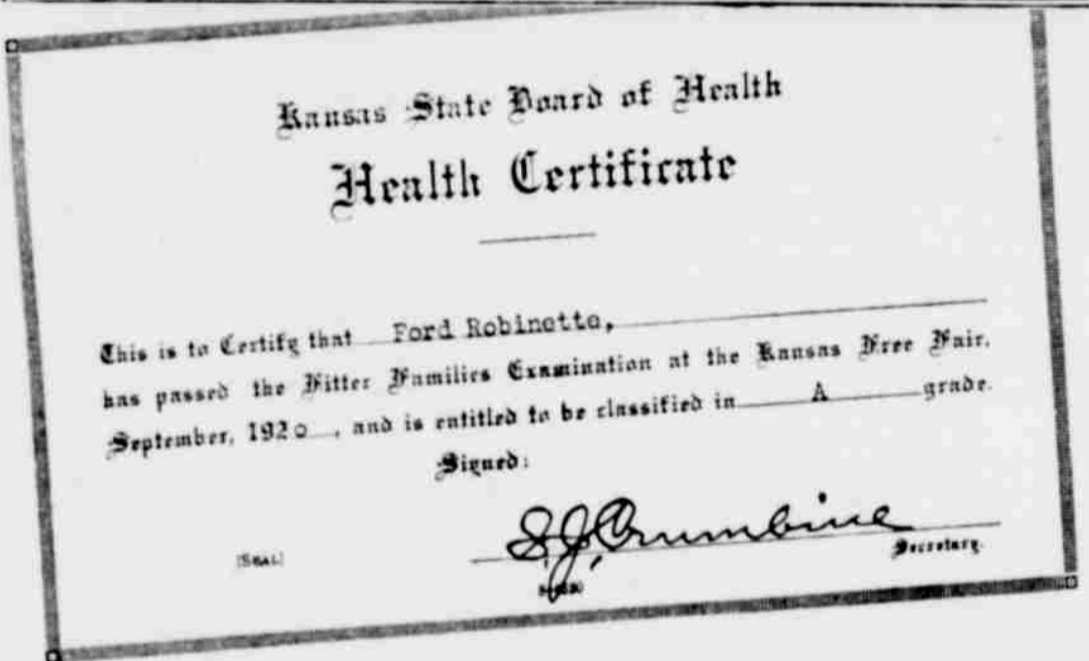 Kansas State Board of Health
Health Certificate
This is to Certify that Ford Robinette,
has passed the Fitter Families Examination at the Kansas Free Fair,
September, 1920, and is entitled to be classified in A grade.
Signed:
S. J. Crumbine
(SEAL)
Secretary.